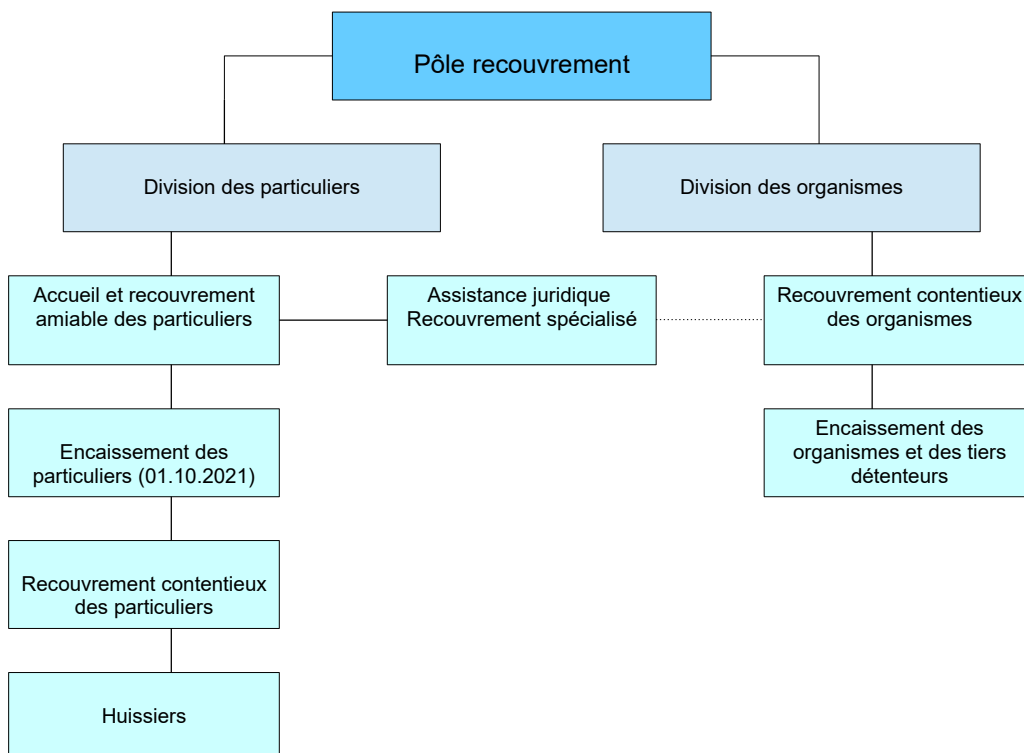 Pôle recouvrement
Division des particuliers
Division des organismes
Accueil et recouvrement
amiable des particuliers
Assistance juridique
Recouvrement spécialisé
Recouvrement contentieux
des organismes
Encaissement des
particuliers (01.10.2021)
Encaissement des
organismes et des tiers
détenteurs
Recouvrement contentieux
des particuliers
Huissiers